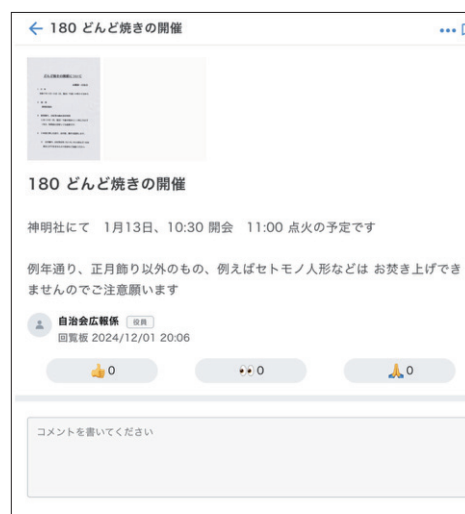 180 どんど焼きの開催
180 どんど焼きの開催
神明社にて 1月13日、10:30 開会 11:00 点火の予定です
例年通り、正月飾り以外のもの、例えばセトモノ人形などは お焚き上げでき
ませんのでご注意願います
自治会広報係 役員
回覧板 2024/12/01 20:06
👍0
👀0
🙏0
コメントを書いてください